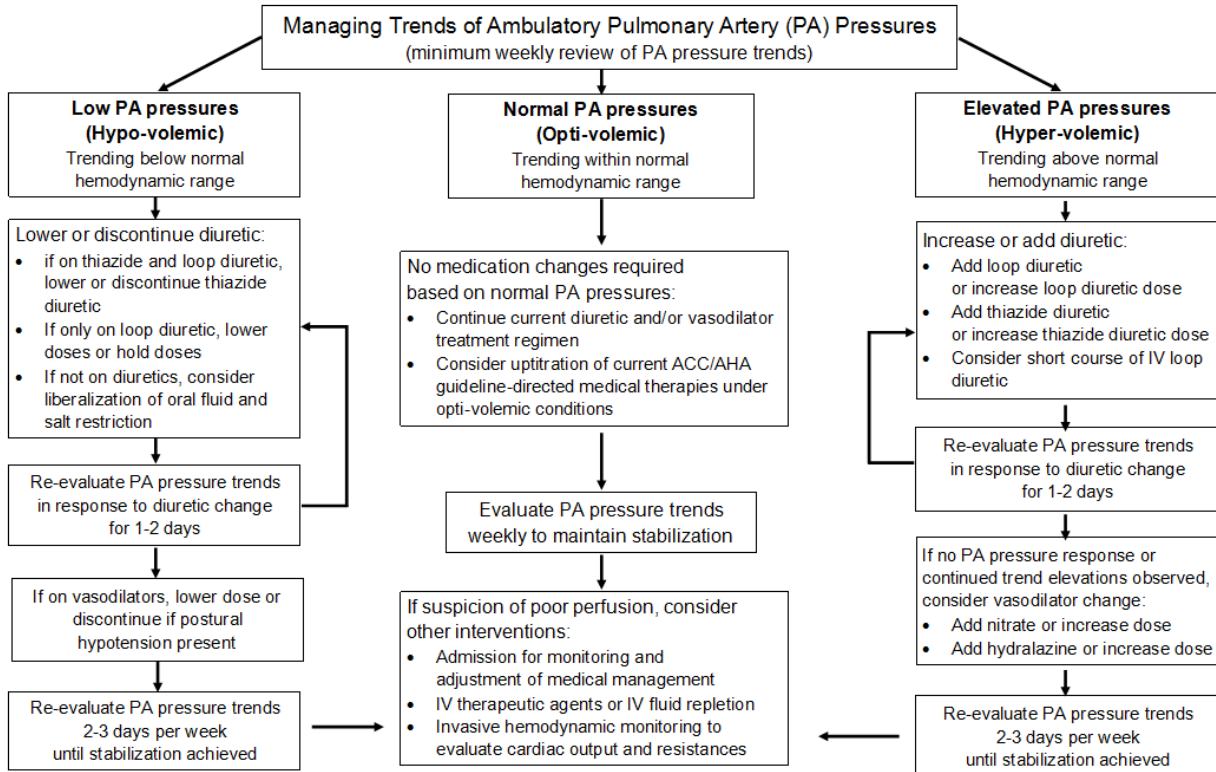 Managing Trends of Ambulatory Pulmonary Artery (PA) Pressures
(minimum weekly review of PA pressure trends)
Low PA pressures
(Hypo-volemic)
Trending below normal
hemodynamic range
Lower or discontinue diuretic:
• if on thiazide and loop diuretic,
lower or discontinue thiazide
diuretic
• If only on loop diuretic, lower
doses or hold doses
• If not on diuretics, consider
liberalization of oral fluid and
salt restriction
Re-evaluate PA pressure trends
in response to diuretic change
for 1-2 days
If on vasodilators, lower dose or
discontinue if postural
hypotension present
Re-evaluate PA pressure trends
2-3 days per week
until stabilization achieved
Normal PA pressures
(Opti-volemic)
Trending within normal
hemodynamic range
No medication changes required
based on normal PA pressures:
• Continue current diuretic and/or vasodilator
treatment regimen
• Consider uptitration of current ACC/AHA
guideline-directed medical therapies under
opti-volemic conditions
Evaluate PA pressure trends
weekly to maintain stabilization
If suspicion of poor perfusion, consider
other interventions:
• Admission for monitoring and
adjustment of medical management
• IV therapeutic agents or IV fluid repletion
• Invasive hemodynamic monitoring to
evaluate cardiac output and resistances
Elevated PA pressures
(Hyper-volemic)
Trending above normal
hemodynamic range
Increase or add diuretic:
• Add loop diuretic
or increase loop diuretic dose
• Add thiazide diuretic
or increase thiazide diuretic dose
• Consider short course of IV loop
diuretic
Re-evaluate PA pressure trends
in response to diuretic change
for 1-2 days
If no PA pressure response or
continued trend elevations observed,
consider vasodilator change:
• Add nitrate or increase dose
• Add hydralazine or increase dose
Re-evaluate PA pressure trends
2-3 days per week
until stabilization achieved